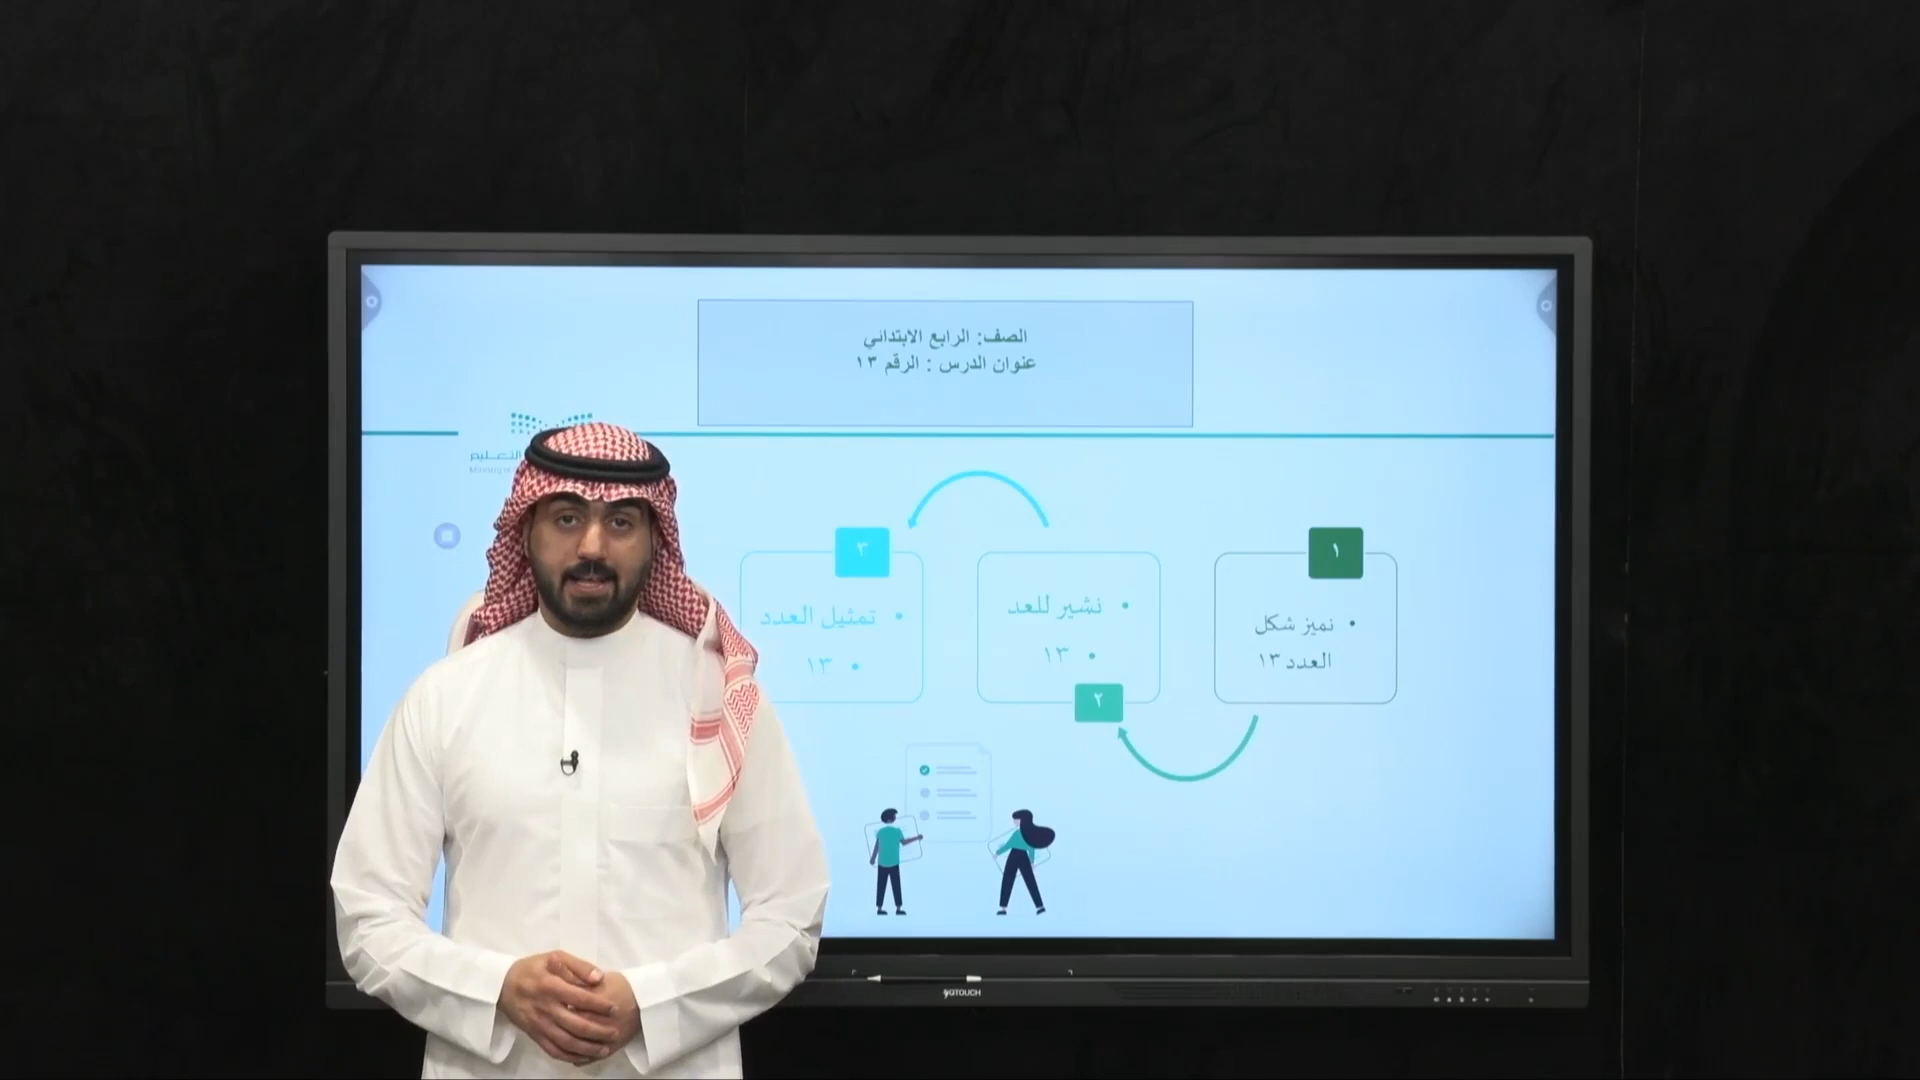 الصف: الرابع الابتدائي
عنوان الدرس : الرقم ١٣
التعليم
١
• نميز شكل
العدد ١٣
• نشير للعد
• ١٣
٢
٣
• تمثيل العدد
• ١٣